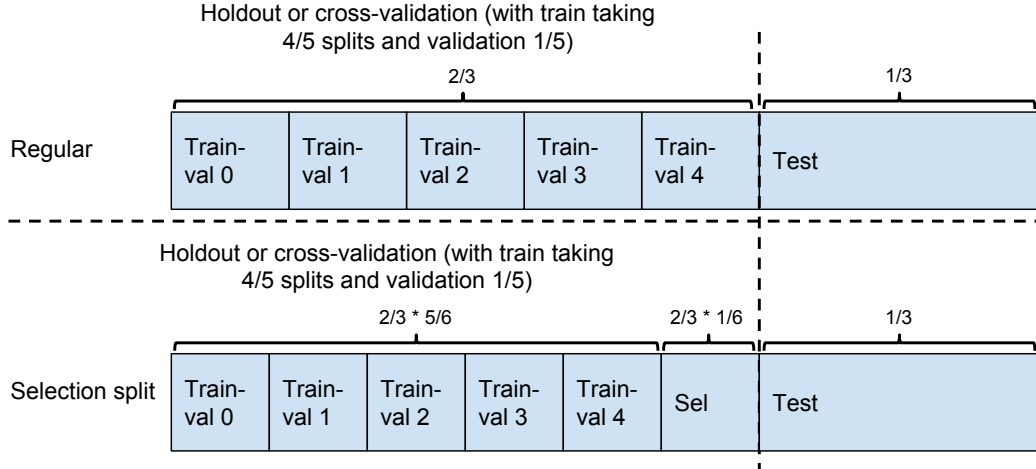 Holdout or cross-validation (with train taking
4/5 splits and validation 1/5)
2/3
1/3
Regular
Train-
val 0
Train-
val 1
Train-
val 2
Train-
val 3
Train-
val 4
Test
Holdout or cross-validation (with train taking
4/5 splits and validation 1/5)
2/3 * 5/6
2/3 * 1/6
1/3
Selection split
Train-
val 0
Train-
val 1
Train-
val 2
Train-
val 3
Train-
val 4
Sel
Test